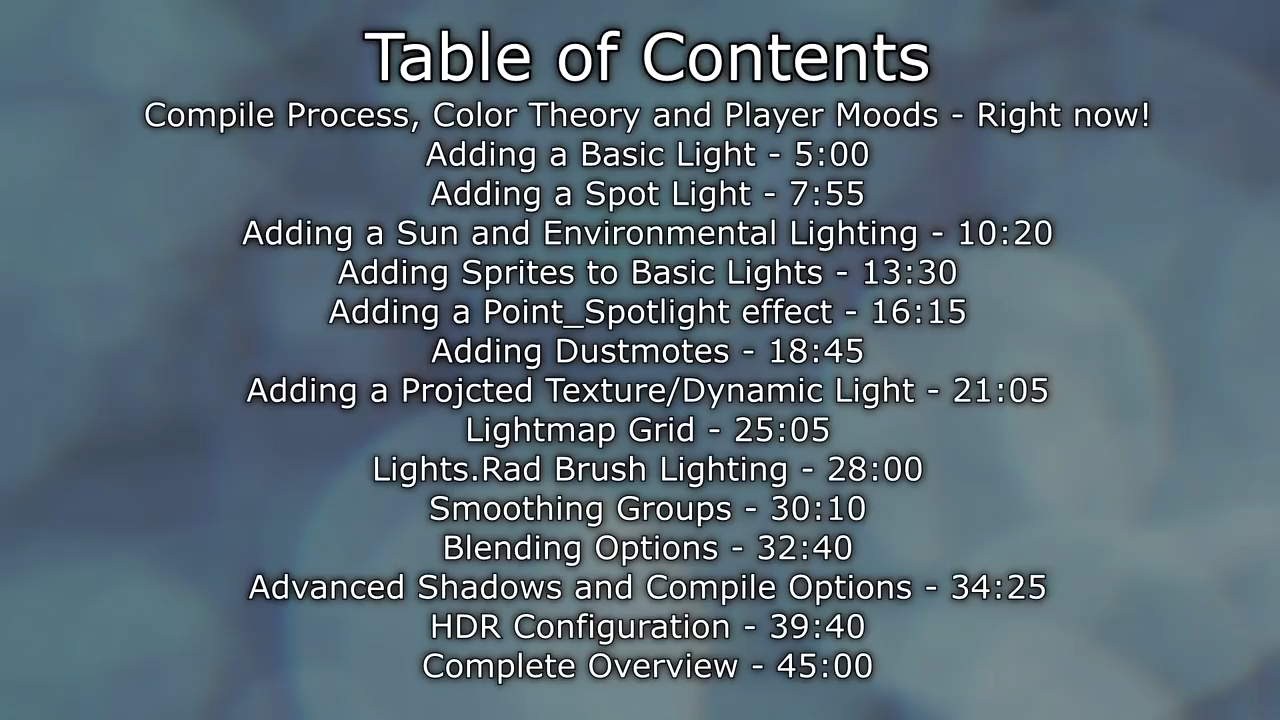 Table of Contents
Compile Process, Color Theory and Player Moods - Right now!
Adding a Basic Light - 5:00
Adding a Spot Light - 7:55
Adding a Sun and Environmental Lighting - 10:20
Adding Sprites to Basic Lights - 13:30
Adding a Point_Spotlight effect - 16:15
Adding Dustmotes - 18:45
Adding a Projcted Texture/Dynamic Light - 21:05
Lightmap Grid - 25:05
Lights.Rad Brush Lighting - 28:00
Smoothing Groups - 30:10
Blending Options - 32:40
Advanced Shadows and Compile Options - 34:25
HDR Configuration - 39:40
Complete Overview - 45:00